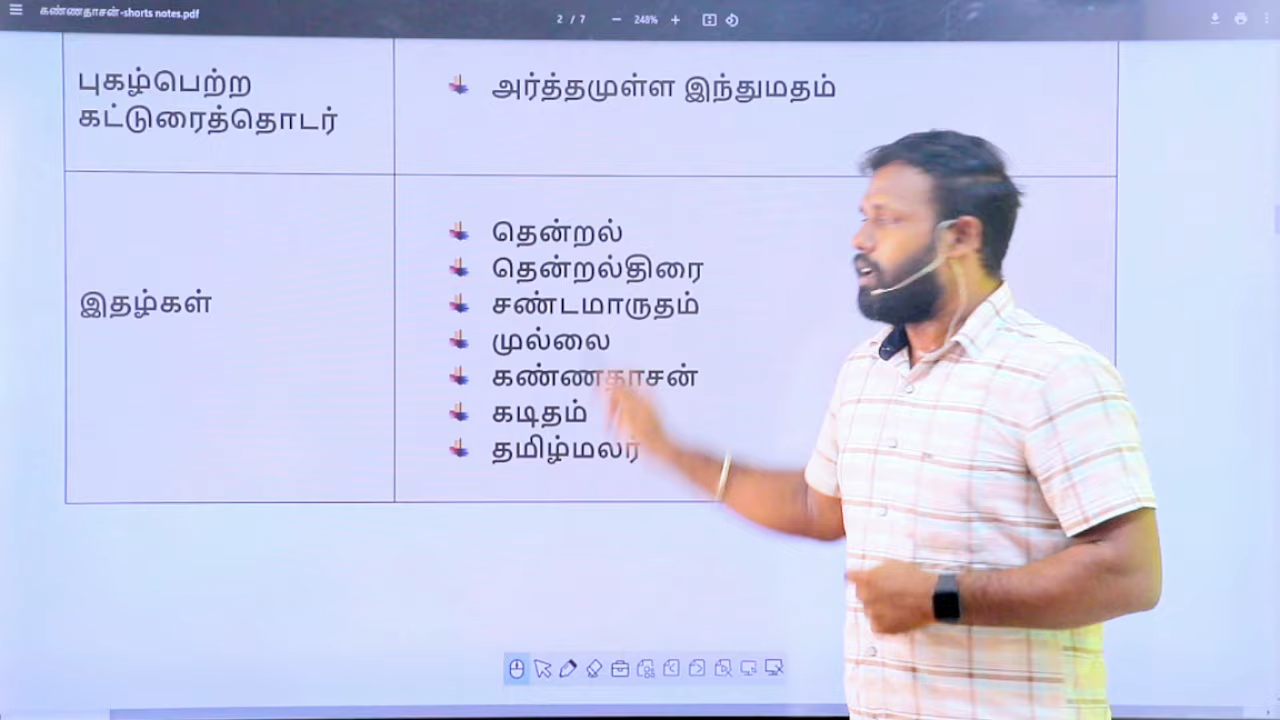 கண்ணதாசன்-shorts notes.pdf
2 / 7
248%
புகழ்பெற்ற
கட்டுரைத்தொடர்
அர்த்தமுள்ள இந்துமதம்
இதழ்கள்
தென்றல்
தென்றல்திரை
சண்டமாருதம்
முல்லை
கண்ணதாசன்
கடிதம்
தமிழ்மலர்